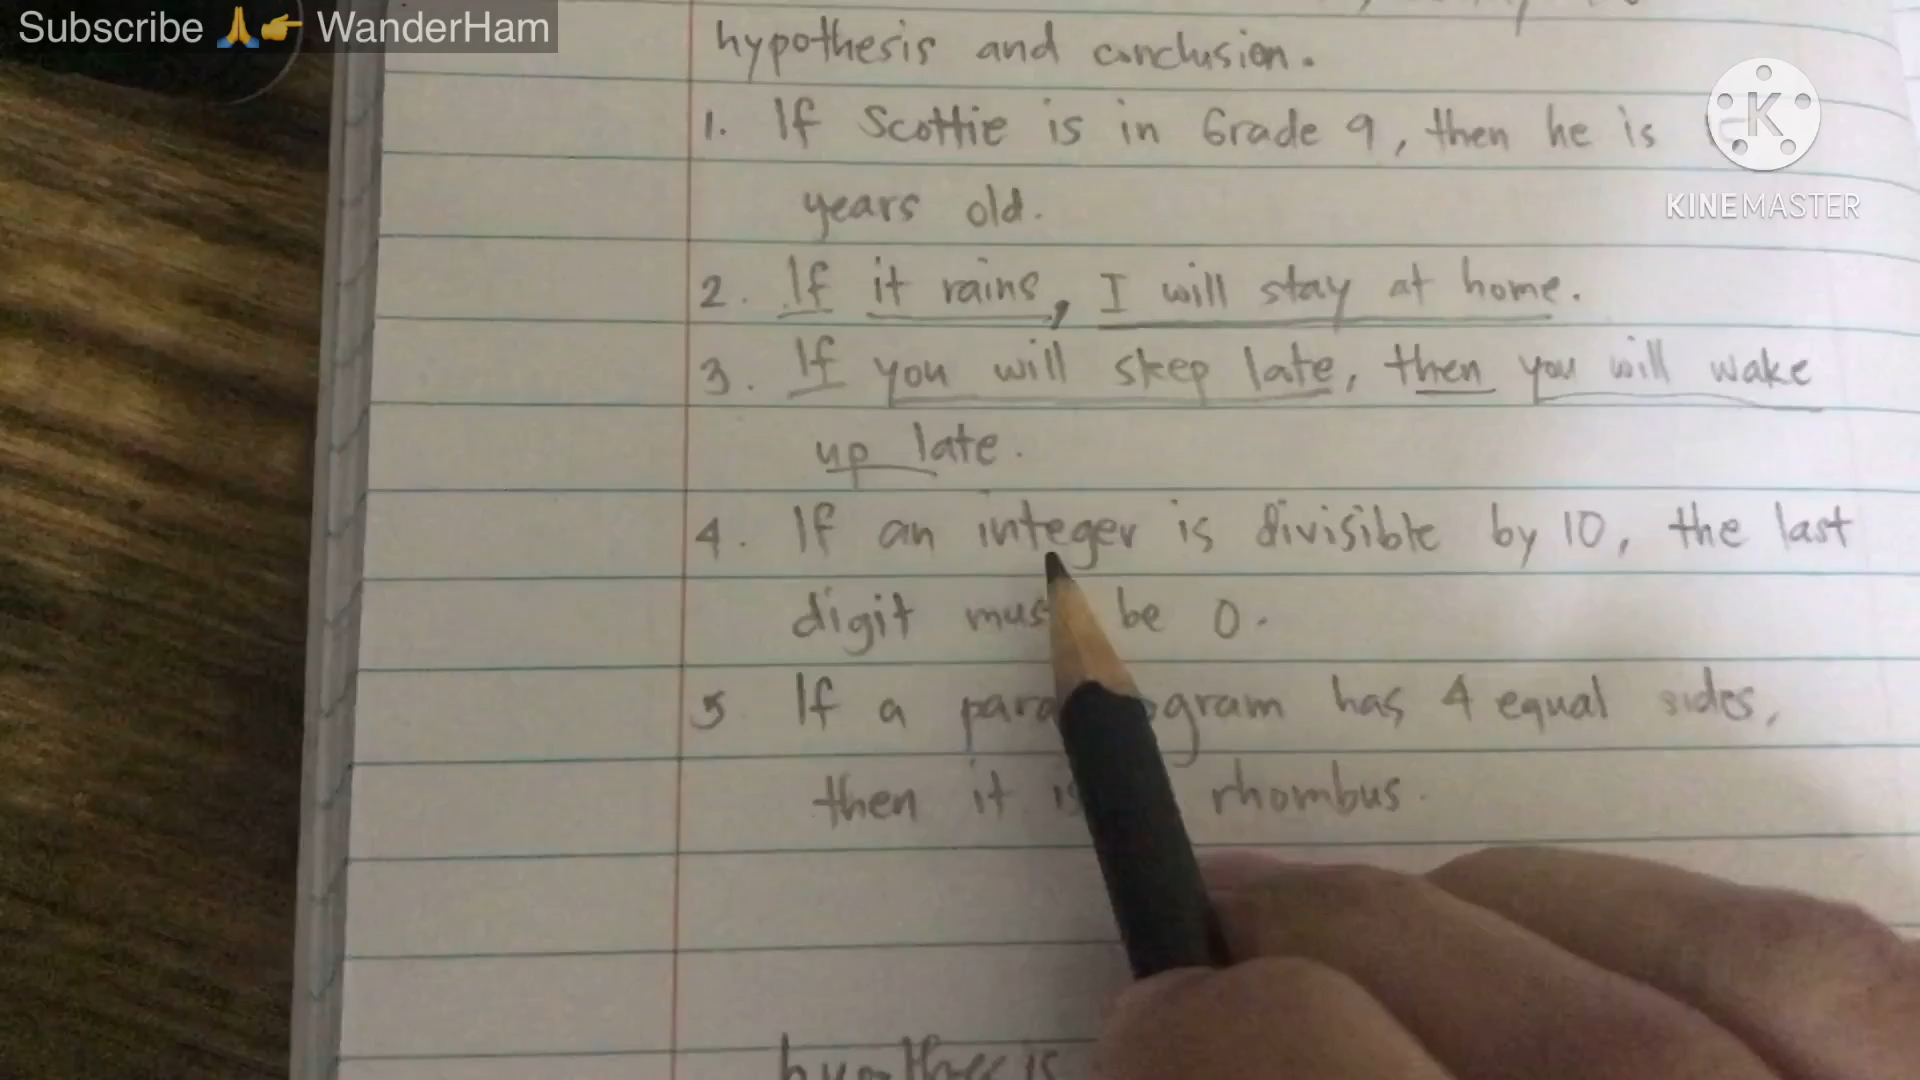 Subscribe 🙏👉 WanderHam
hypothesis and conclusion.
1. If Scottie is in Grade 9, then he is
K
KINEMASTER
years old.
2. If it rains, I will stay at home.
3. If you will sleep late, then you will wake
up late.
4. If an integer is divisible by 10, the last
digit must be 0.
5 If a has 4 equal sides,
then it is rhombus.
hypothesis